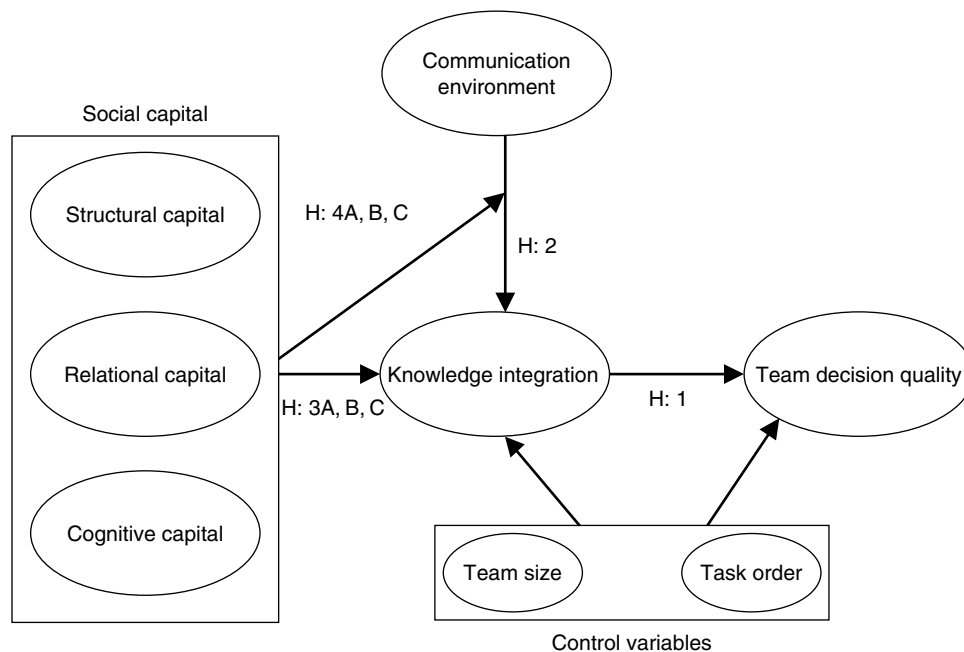 Communication
environment
Social capital
Structural capital
H: 4A, B, C
H: 2
Relational capital
Knowledge integration
Team decision quality
H: 3A, B, C
H: 1
Cognitive capital
Team size
Task order
Control variables